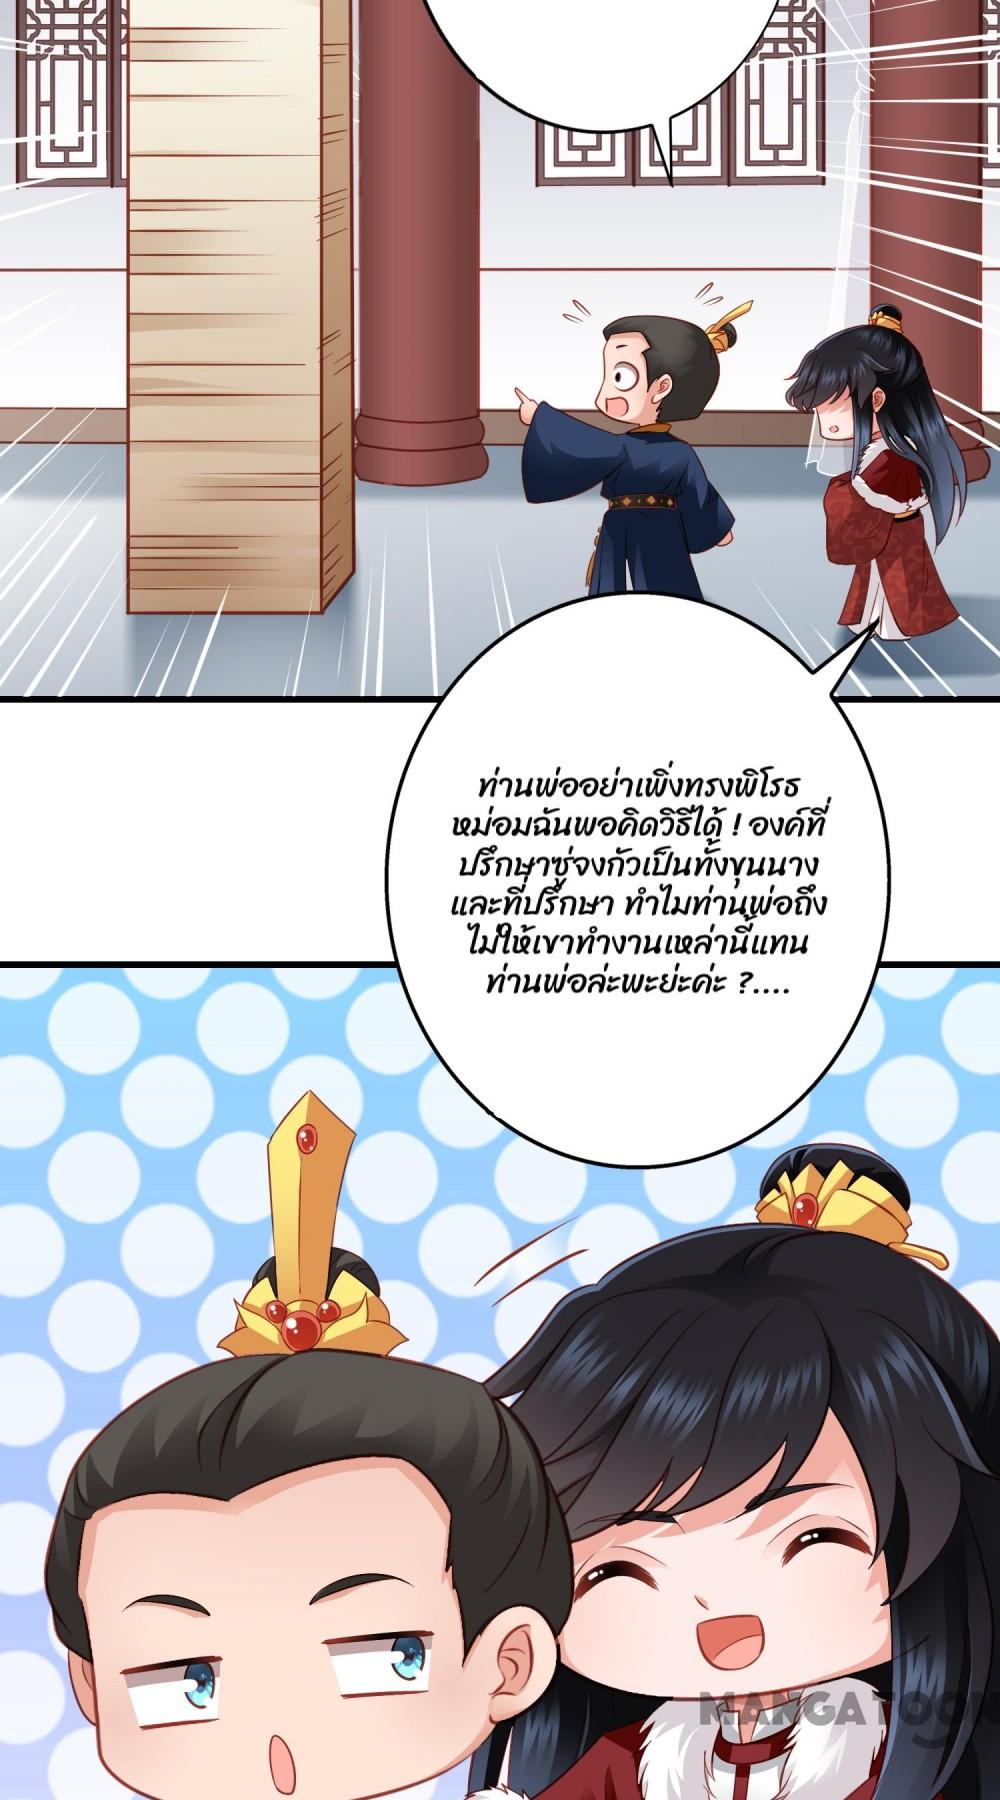 ท่านพ่ออย่าเพิ่งทรงพิโรธ
หม่อมฉันพอคิดวิธีได้ ! องค์ที่
ปรึกษาซู่จงกัวเป็นทั้งขุนนาง
และที่ปรึกษา ทำไมท่านพ่อถึง
ไม่ให้เขาทำงานเหล่านี้แทน
ท่านพ่อล่ะพะย่ะค่ะ ?....
MANGATOON